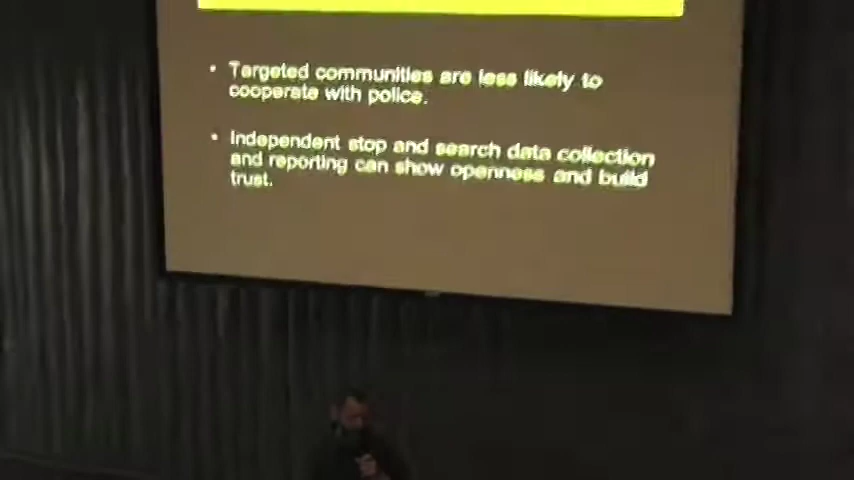 • Targeted communities are less likely to
cooperate with police.
• Independent stop and search data collection
and reporting can show openness and build
trust.